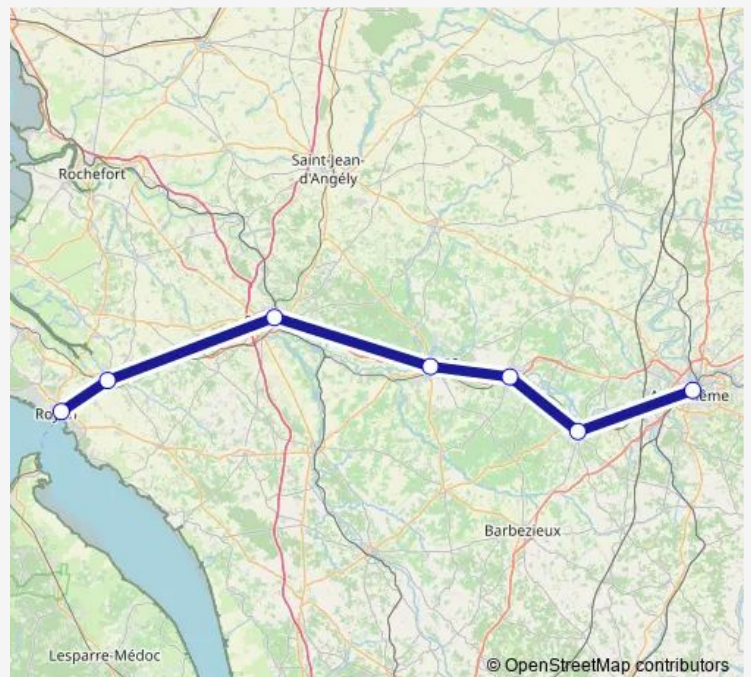 Saint-Jean-
d'Angély
Rochefort
Barbezieux
Lesparre-Médoc
© OpenStreetMap contributors